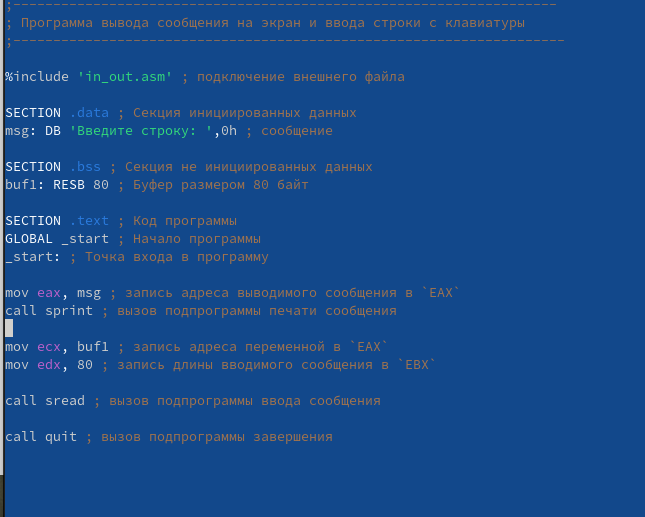 ;--------------------------------------------------------------------
; Программа вывода сообщения на экран и ввода строки с клавиатуры
;---------------------------------------------------------------------
%include 'in_out.asm' ; подключение внешнего файла
SECTION .data ; Секция инициированных данных
msg: DB 'Введите строку: ',0h ; сообщение
SECTION .bss ; Секция не инициированных данных
buf1: RESB 80 ; Буфер размером 80 байт
SECTION .text ; Код программы
GLOBAL _start ; Начало программы
_start: ; Точка входа в программу
mov eax, msg ; запись адреса выводимого сообщения в `EAX`
call sprint ; вызов подпрограммы печати сообщения
mov ecx, buf1 ; запись адреса переменной в `EAX`
mov edx, 80 ; запись длины вводимого сообщения в `EBX`
call sread ; вызов подпрограммы ввода сообщения
call quit ; вызов подпрограммы завершения